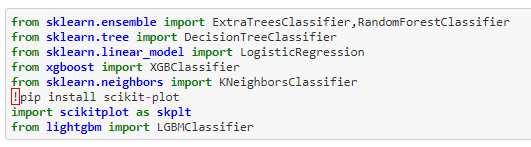 from sklearn.ensemble import ExtraTreesClassifier,RandomForestClassifier
from sklearn.tree import DecisionTreeClassifier
from sklearn.linear_model import LogisticRegression
from xgboost import XGBClassifier
from sklearn.neighbors import KNeighborsClassifier
!pip install scikit-plot
import scikitplot as skplt
from lightgbm import LGBMClassifier